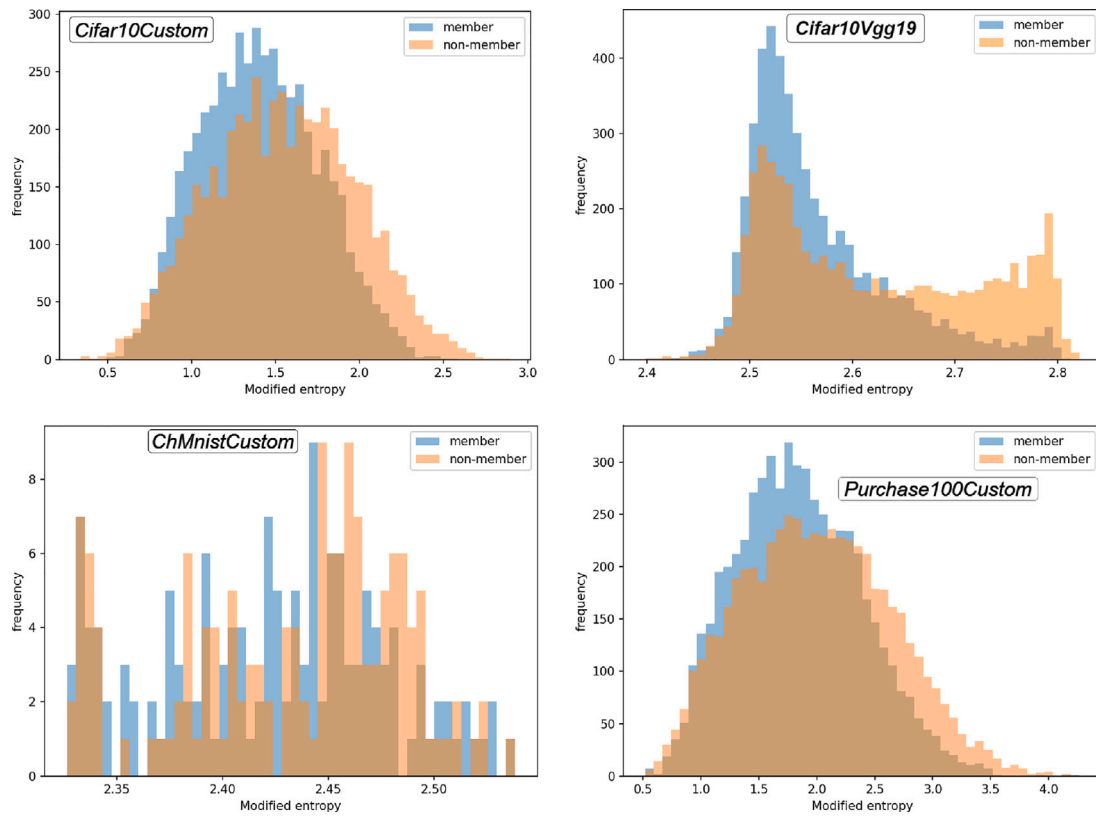 Cifar10Custom
member
non-member
300
250
200
150
100
50
0
frequency
0.5 1.0 1.5 2.0 2.5 3.0
Modified entropy
Cifar10Vgg19
member
non-member
400
300
200
100
0
frequency
2.4 2.5 2.6 2.7 2.8
Modified entropy
ChMnistCustom
member
non-member
8
6
4
2
0
frequency
2.35 2.40 2.45 2.50
Modified entropy
Purchase100Custom
member
non-member
300
250
200
150
100
50
0
frequency
0.5 1.0 1.5 2.0 2.5 3.0 3.5 4.0
Modified entropy